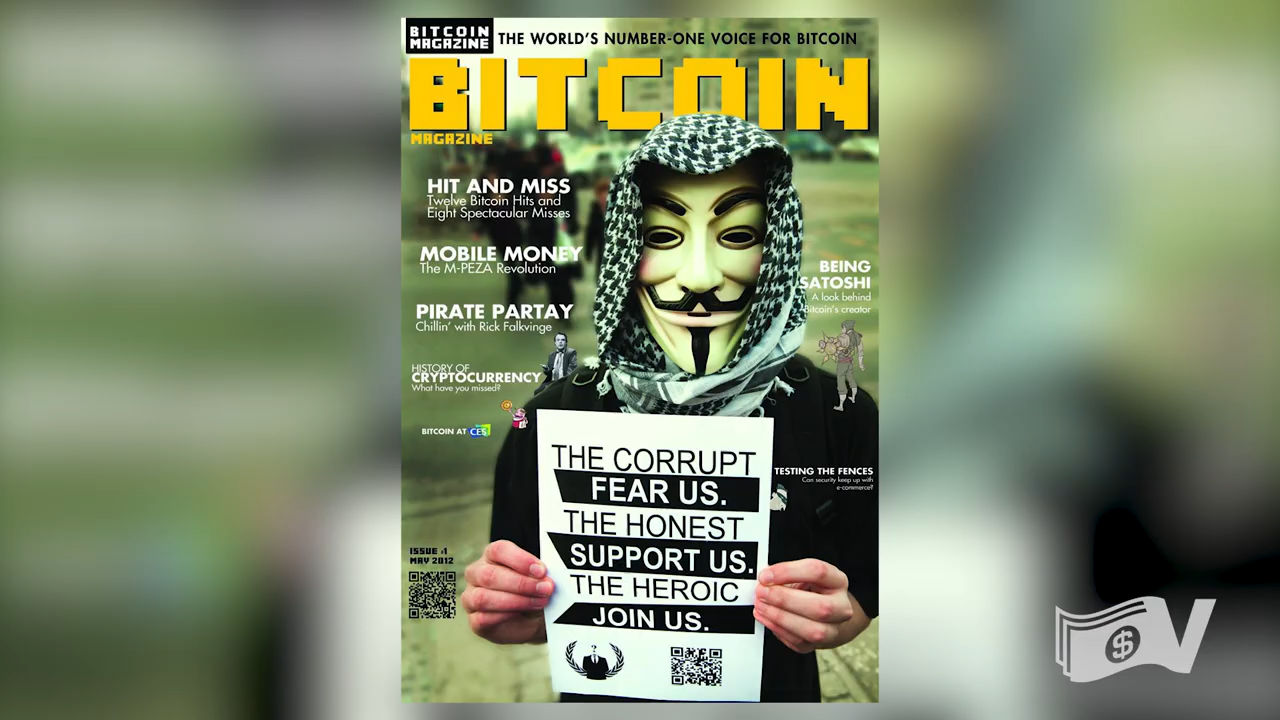 BITCOIN MAGAZINE THE WORLD'S NUMBER-ONE VOICE FOR BITCOIN
BITCOIN
MAGAZINE
HIT AND MISS
Twelve Bitcoin Hits and
Eight Spectacular Misses
MOBILE MONEY
The M-PEZA Revolution
PIRATE PARTAY
Chillin' with Rick Falkvinge
HISTORY OF
CRYPTOCURRENCY
What have you missed?
BITCOIN AT CES
ISSUE #1
MAY 2012
BEING
SATOSHI
A look behind
Bitcoin's creator
TESTING THE FENCES
Can security keep up with
e-commerce?
THE CORRUPT
FEAR US.
THE HONEST
SUPPORT US.
THE HEROIC
JOIN US.
$ V